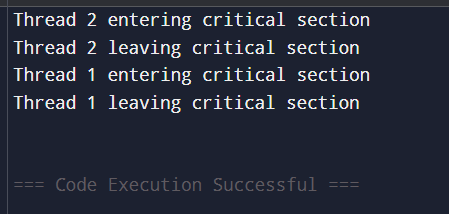 Thread 2 entering critical section
Thread 2 leaving critical section
Thread 1 entering critical section
Thread 1 leaving critical section
=== Code Execution Successful ===